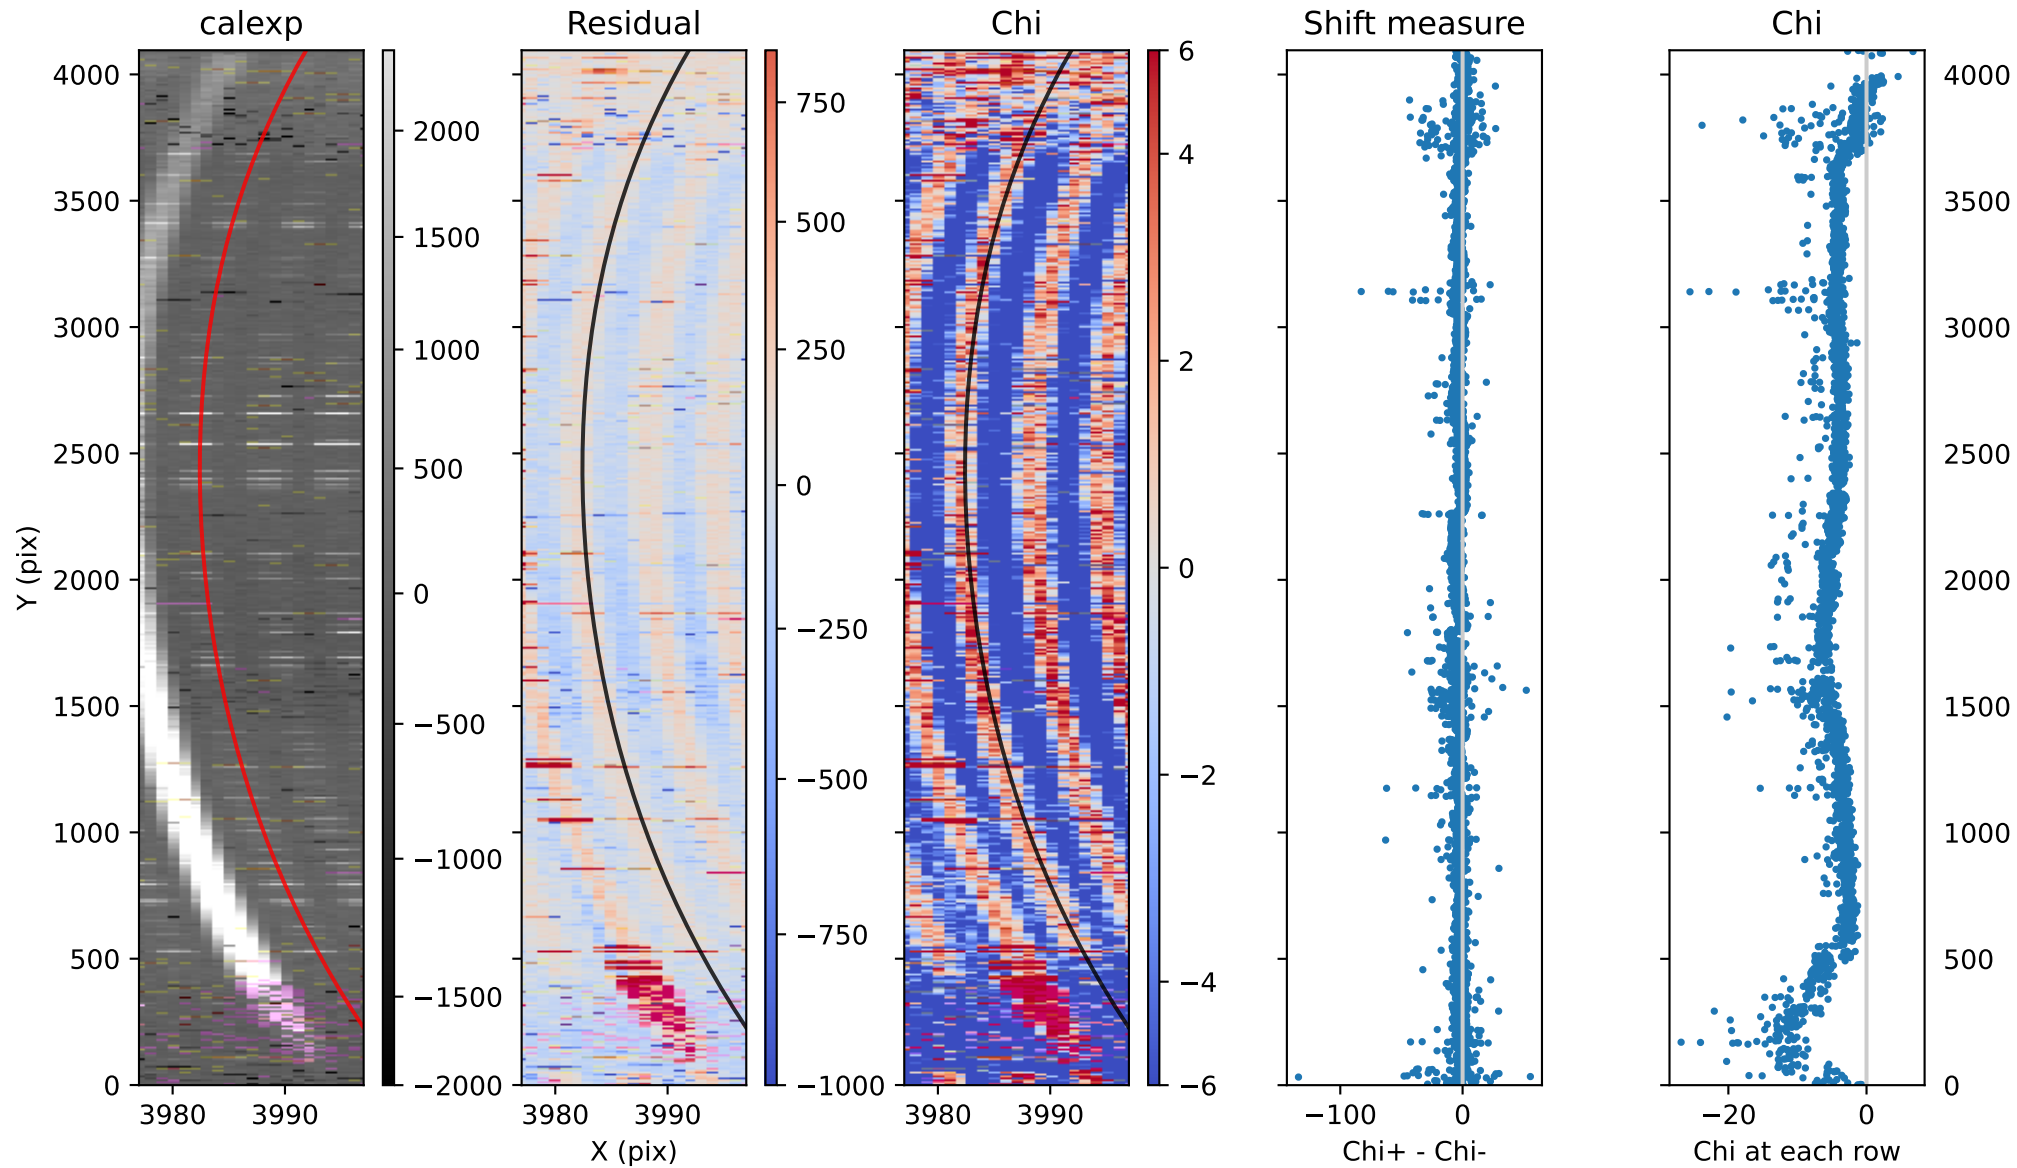 calexp Residual Chi Shift measure Chi
4000 2000 750 6 4000
3500 1500 500 4 3500
3000 1000 250 2 3000
2500 500 0 0 2500
2000 0 −250 −2 2000
1500 −500 −500 −4 1500
1000 −1000 −750 −6 1000
500 −1500 −1000 500
0 −2000 0
Y (pix)
3980 3990 3980 3990 3980 3990 −100 0 −20 0
X (pix) Chi+ - Chi- Chi at each row